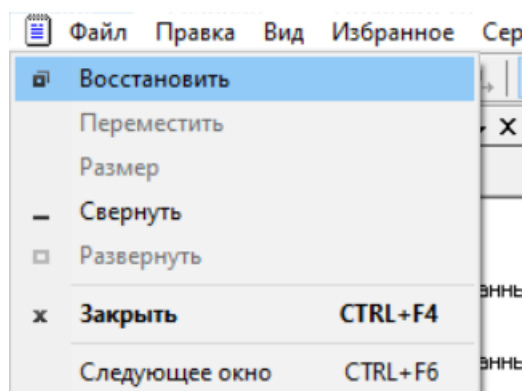 Файл Правка Вид Избранное Сер
Восстановить
Переместить
Размер
Свернуть
Развернуть
Закрыть CTRL+F4
Следующее окно CTRL+F6